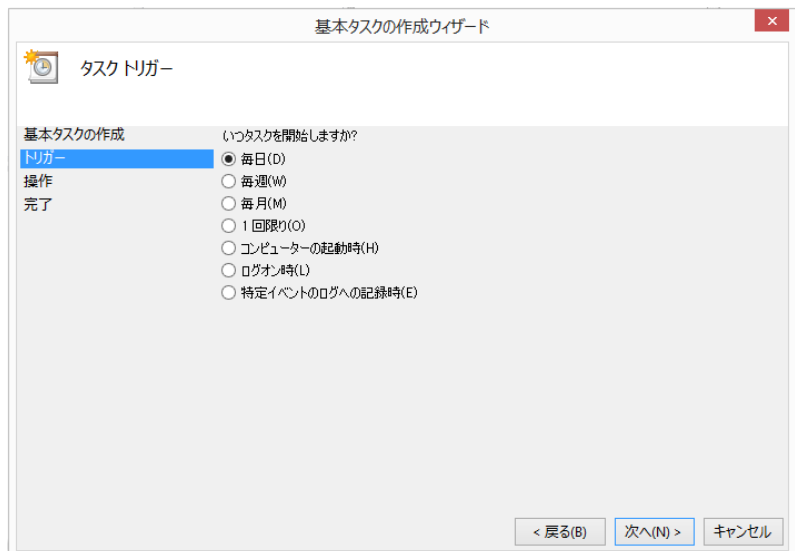 基本タスクの作成ウィザード
タスク トリガー
基本タスクの作成
トリガー
操作
完了
いつタスクを開始しますか?
毎日(D)
毎週(W)
毎月(M)
1 回限り(O)
コンピューターの起動時(H)
ログオン時(L)
特定イベントのログへの記録時(E)
< 戻る(B)
次へ(N) >
キャンセル